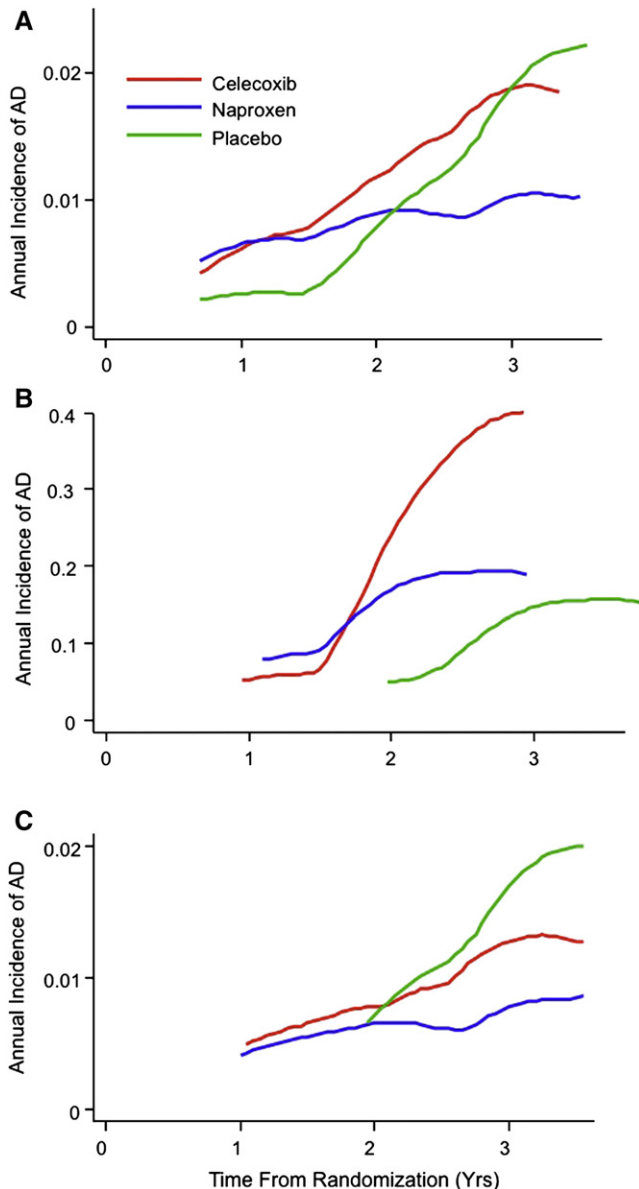 A
Annual Incidence of AD
0.02
0.01
0
Celecoxib
Naproxen
Placebo
0
1
2
3
B
Annual Incidence of AD
0.4
0.3
0.2
0.1
0
0
1
2
3
C
Annual Incidence of AD
0.02
0.01
0
0
1
2
3
Time From Randomization (Yrs)